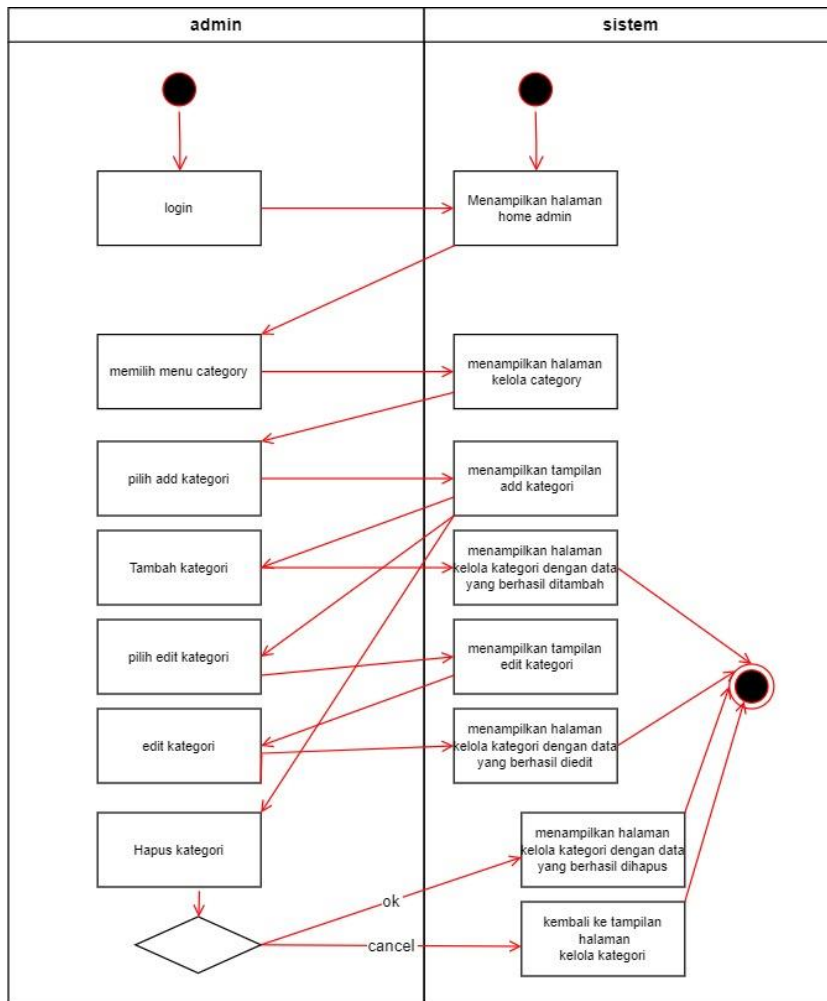 admin
sistem
login
Menampilkan halaman
home admin
memilih menu category
menampilkan halaman
kelola category
pilih add kategori
menampilkan tampilan
add kategori
Tambah kategori
menampilkan halaman
kelola kategori dengan data
yang berhasil ditambah
pilih edit kategori
menampilkan tampilan
edit kategori
edit kategori
menampilkan halaman
kelola kategori dengan data
yang berhasil diedit
Hapus kategori
menampilkan halaman
kelola kategori dengan data
yang berhasil dihapus
ok
cancel
kembali ke tampilan
halaman
kelola kategori